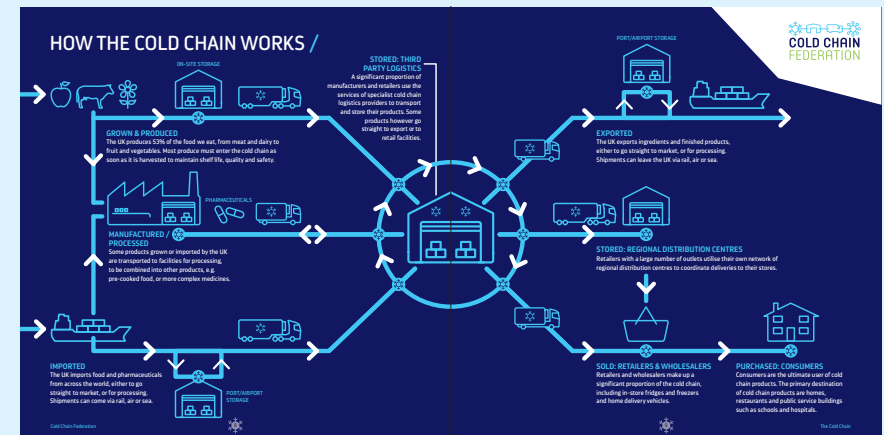 HOW THE COLD CHAIN WORKS /
COLD CHAIN
FEDERATION
ON-SITE STORAGE
STORED: THIRD
PARTY LOGISTICS
A significant proportion of
manufacturers and retailers use the
services of specialist cold chain
logistics providers to transport
and store their products. Some
products however go
straight to export or to
retail facilities.
PORT/AIRPORT STORAGE
GROWN & PRODUCED
The UK produces 53% of the food we eat, from meat and dairy to
fruit and vegetables. Most produce must enter the cold chain as
soon as it is harvested to maintain shelf life, quality and safety.
EXPORTED
The UK exports ingredients and finished products,
either to go straight to market, or for processing.
Shipments can leave the UK via rail, air or sea.
PHARMACEUTICALS
MANUFACTURED /
PROCESSED
Some products grown or imported by the UK
are transported to facilities for processing,
to be combined into other products, e.g.
pre-cooked food, or more complex medicines.
STORED: REGIONAL DISTRIBUTION CENTRES
Retailers with a large number of outlets utilise their own network of
regional distribution centres to coordinate deliveries to their stores.
IMPORTED
The UK imports food and pharmaceuticals
from across the world, either to go
straight to market, or for processing.
Shipments can come via rail, air or sea.
PORT/AIRPORT
STORAGE
SOLD: RETAILERS & WHOLESALERS
Retailers and wholesalers make up a
significant proportion of the cold chain,
including in-store fridges and freezers
and home delivery vehicles.
PURCHASED: CONSUMERS
Consumers are the ultimate user of cold
chain products. The primary destination
of cold chain products are homes,
restaurants and public service buildings
such as schools and hospitals.
Cold Chain Federation
The Cold Chain